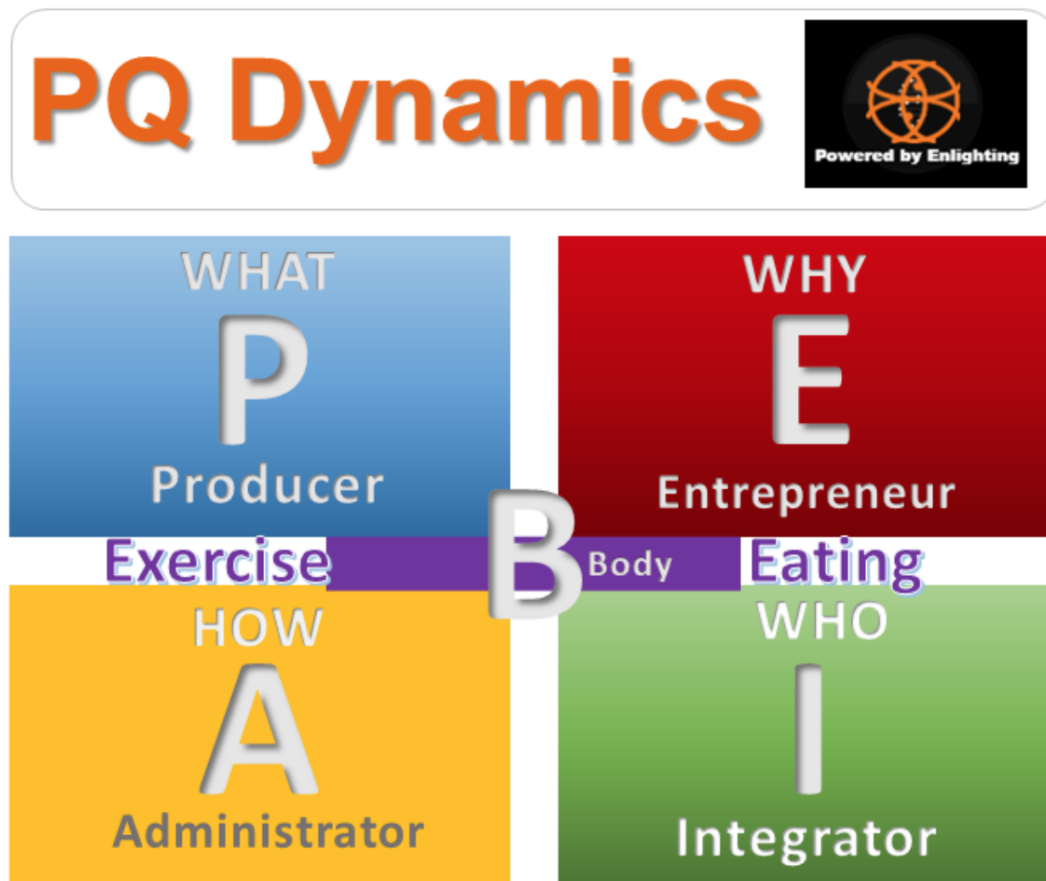 PQ Dynamics
Powered by Enlighting
WHAT
P
Producer
WHY
E
Entrepreneur
Exercise
B
Body
Eating
HOW
A
Administrator
WHO
I
Integrator